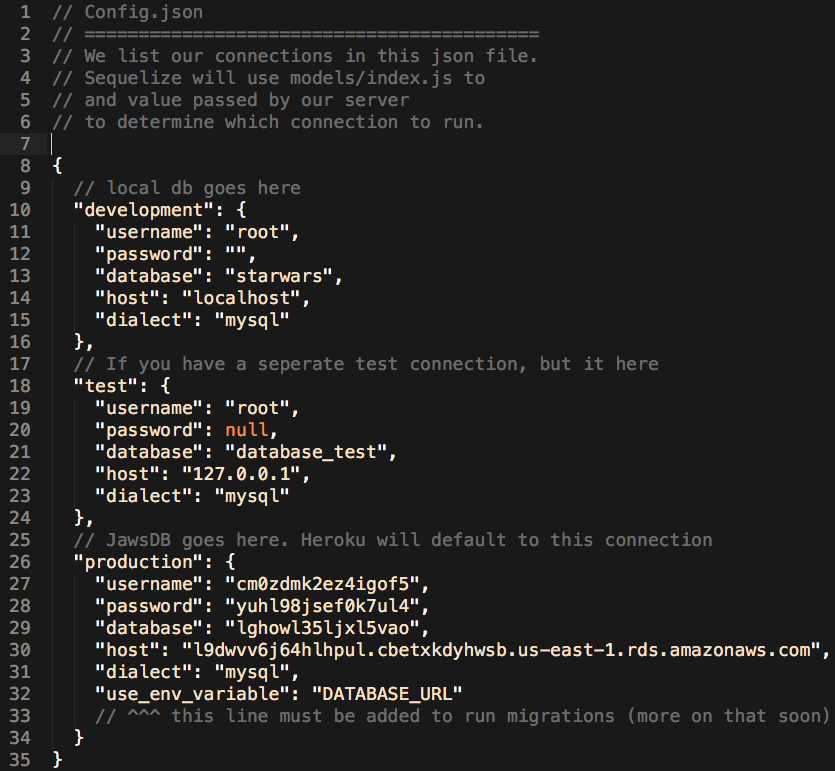 1 // Config.json
2 // ==========================================
3 // We list our connections in this json file.
4 // Sequelize will use models/index.js to
5 // and value passed by our server
6 // to determine which connection to run.
7
8 {
9 // local db goes here
10 "development": {
11 "username": "root",
12 "password": "",
13 "database": "starwars",
14 "host": "localhost",
15 "dialect": "mysql"
16 },
17 // If you have a seperate test connection, but it here
18 "test": {
19 "username": "root",
20 "password": null,
21 "database": "database_test",
22 "host": "127.0.0.1",
23 "dialect": "mysql"
24 },
25 // JawsDB goes here. Heroku will default to this connection
26 "production": {
27 "username": "cm0zdmk2ez4igof5",
28 "password": "yuhl98jsef0k7ul4",
29 "database": "lghowl35ljxl5vao",
30 "host": "l9dwvv6j64hlhpul.cbetxkdyhwsb.us-east-1.rds.amazonaws.com",
31 "dialect": "mysql",
32 "use_env_variable": "DATABASE_URL"
33 // ^^^ this line must be added to run migrations (more on that soon)
34 }
35 }